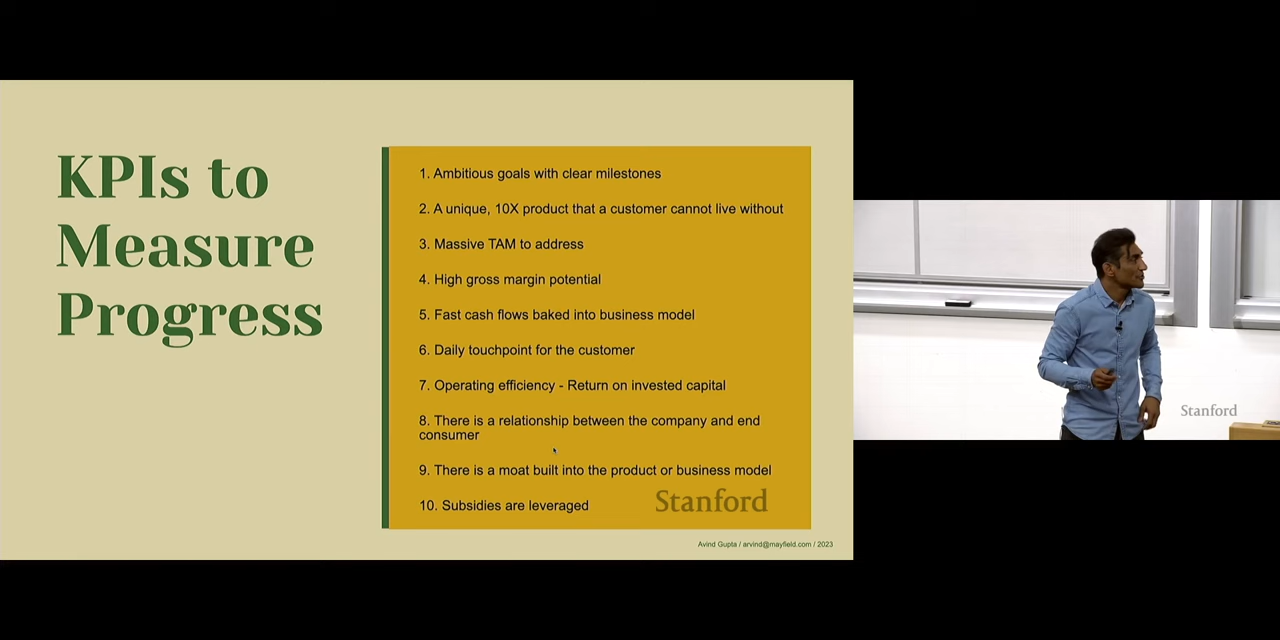 KPIs to
Measure
Progress
1. Ambitious goals with clear milestones
2. A unique, 10X product that a customer cannot live without
3. Massive TAM to address
4. High gross margin potential
5. Fast cash flows baked into business model
6. Daily touchpoint for the customer
7. Operating efficiency - Return on invested capital
8. There is a relationship between the company and end
consumer
9. There is a moat built into the product or business model
10. Subsidies are leveraged
Stanford
Avind Gupta / arvind@mayfield.com / 2023
Stanford